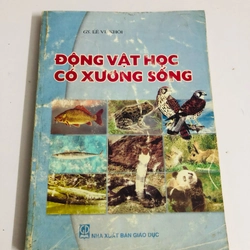 ĐỘNG VẬT HỌC
CÓ XƯƠNG SỐNG
NHÀ XUẤT BẢN GIÁO DỤC